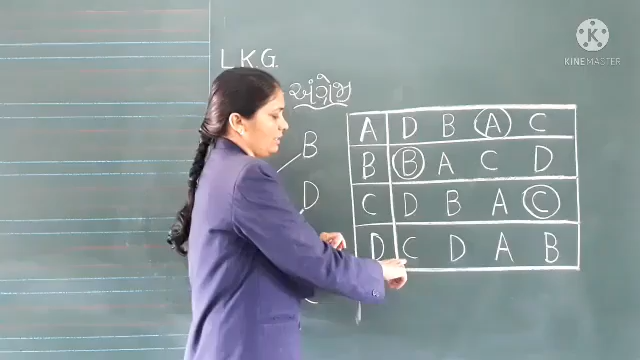 L.K.G.
અંગ્રેજી
B
D
A D B A C
B B A C D
C D B A C
D C D A B
K
KINEMASTER